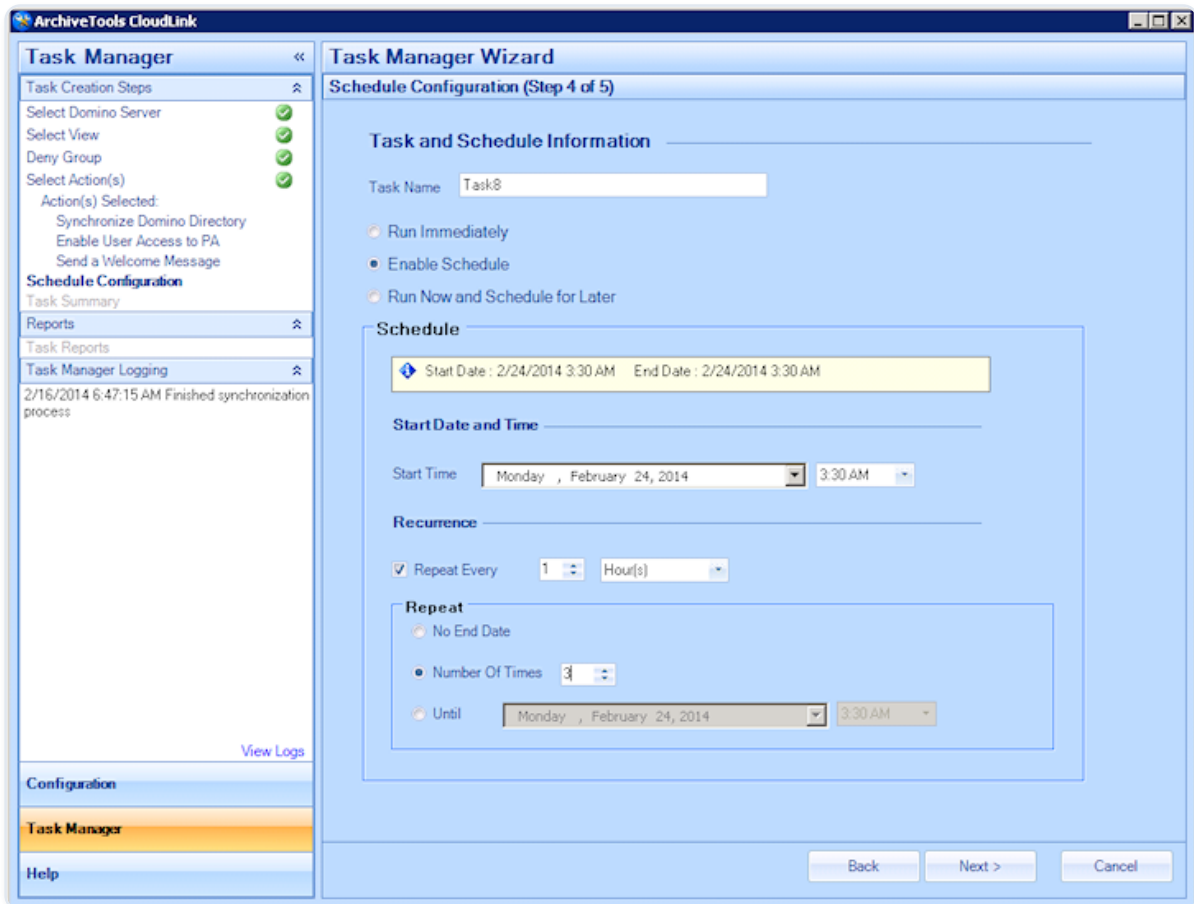 ArchiveTools CloudLink
Task Manager «
Task Creation Steps
Select Domino Server
Select View
Deny Group
Select Action(s)
Action(s) Selected:
Synchronize Domino Directory
Enable User Access to PA
Send a Welcome Message
Schedule Configuration
Task Summary
Reports
Task Reports
Task Manager Logging
2/16/2014 6:47:15 AM Finished synchronization
process
View Logs
Configuration
Task Manager
Help
Task Manager Wizard
Schedule Configuration (Step 4 of 5)
Task and Schedule Information
Task Name Task8
Run Immediately
Enable Schedule
Run Now and Schedule for Later
Schedule
Start Date : 2/24/2014 3:30 AM End Date : 2/24/2014 3:30 AM
Start Date and Time
Start Time Monday , February 24, 2014 3:30 AM
Recurrence
Repeat Every 1 Hour(s)
Repeat
No End Date
Number Of Times 3
Until Monday , February 24, 2014 3:30 AM
Back Next > Cancel